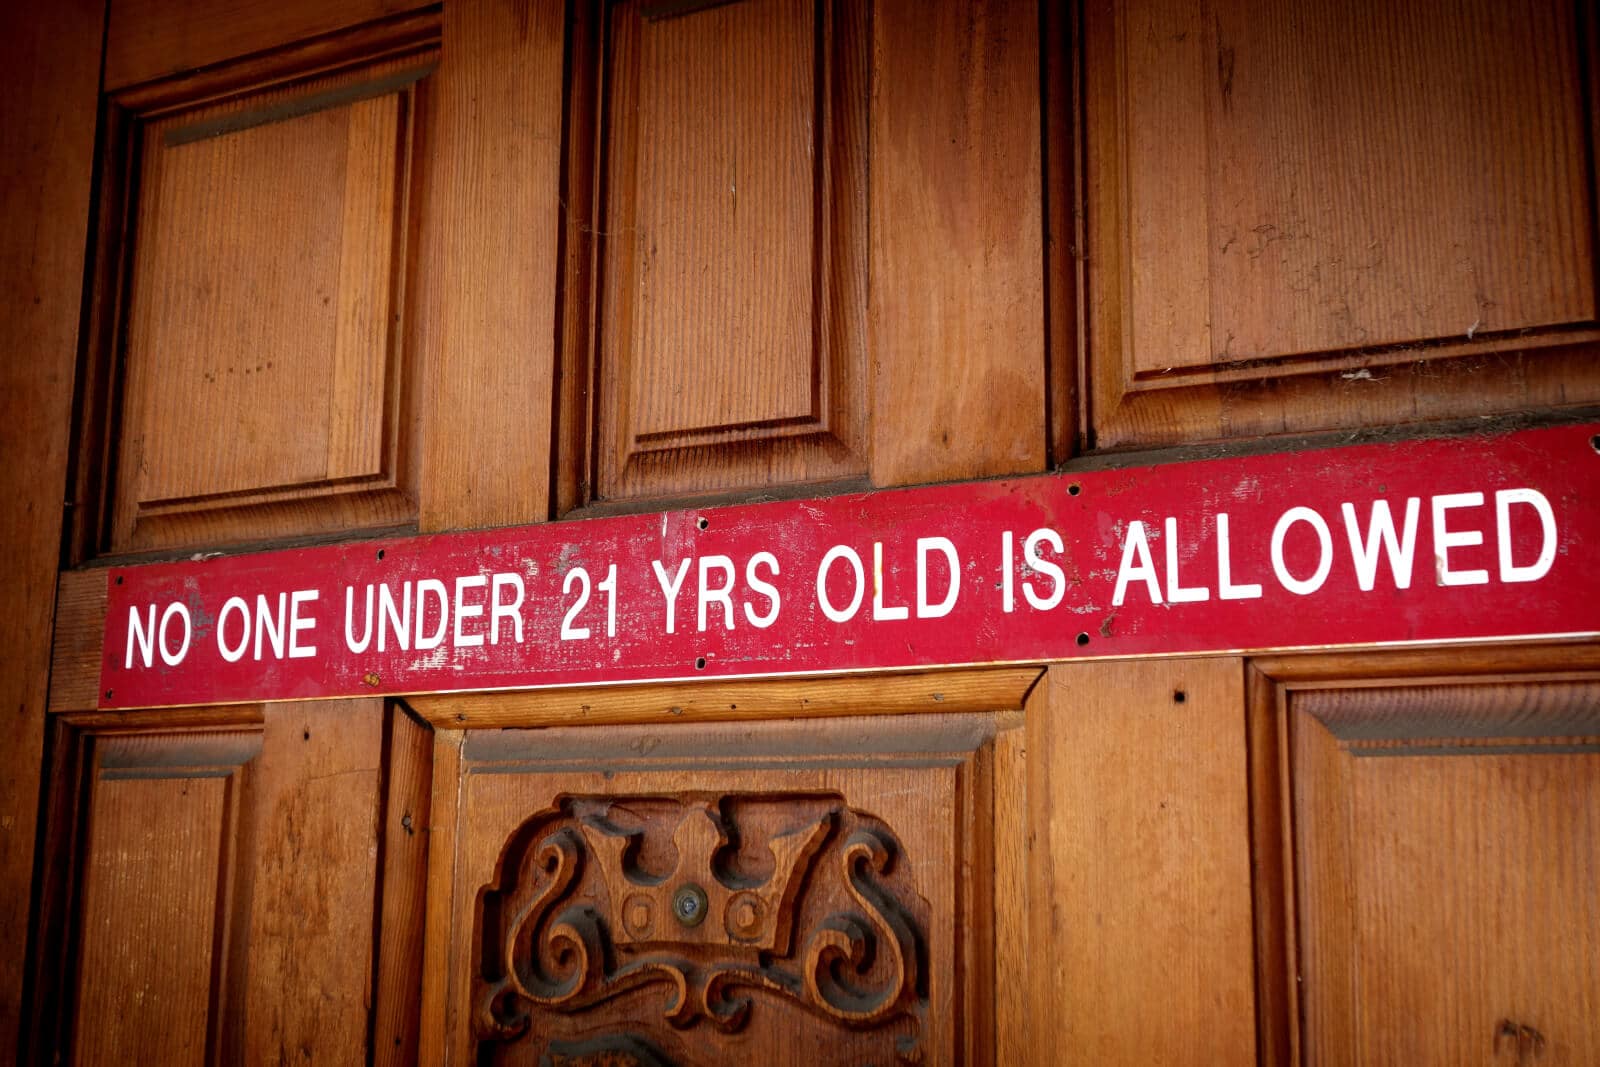 NO ONE UNDER 21 YRS OLD IS ALLOWED